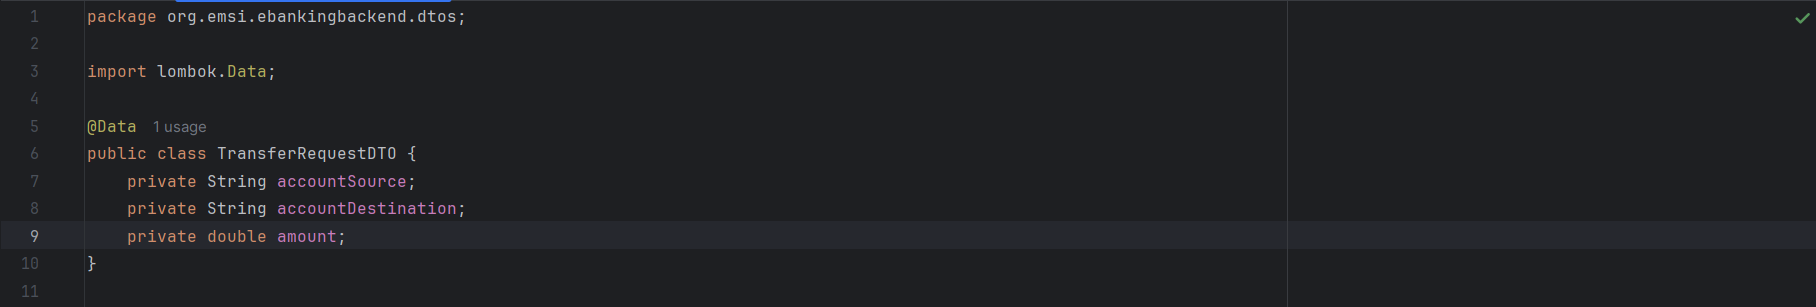 1 package org.emsi.ebankingbackend.dtos;
2
3 import lombok.Data;
4
5 @Data 1 usage
6 public class TransferRequestDTO {
7     private String accountSource;
8     private String accountDestination;
9     private double amount;
10 }
11